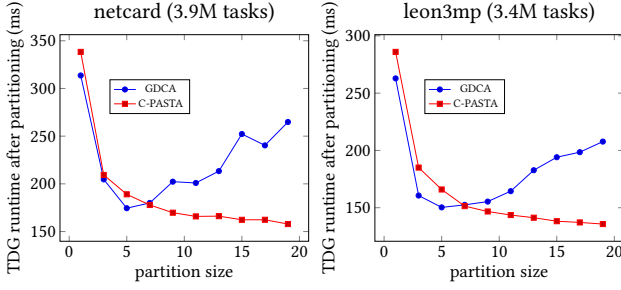 netcard (3.9M tasks)
TDG runtime after partitioning (ms)
350
300
250
200
150
GDCA
C-PASTA
0
5
10
15
20
partition size
leon3mp (3.4M tasks)
TDG runtime after partitioning (ms)
300
250
200
150
GDCA
C-PASTA
0
5
10
15
20
partition size